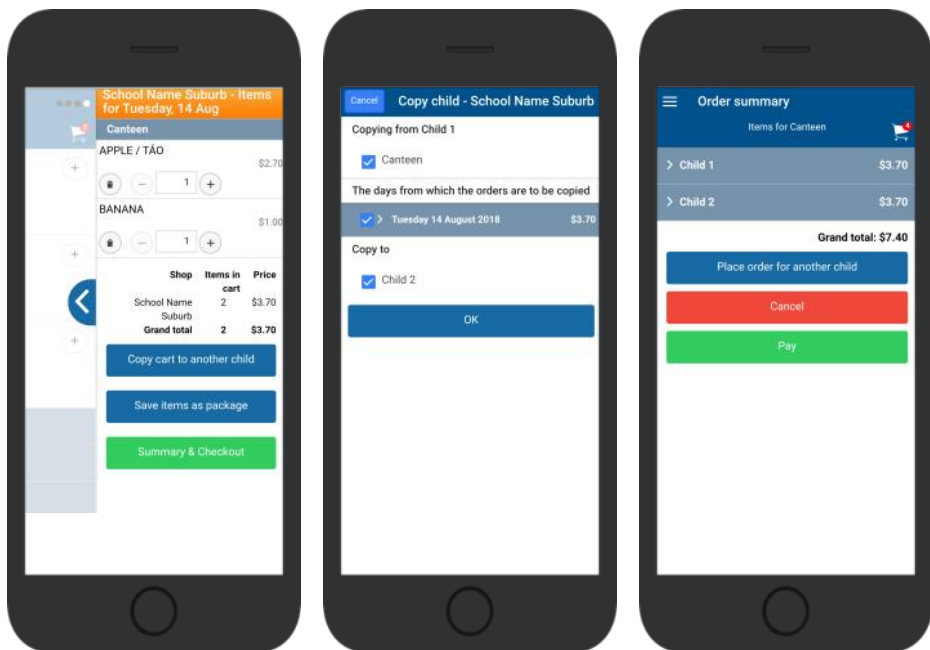 School Name Suburb - Items
for Tuesday, 14 Aug
Canteen
APPLE / TÁO
$2.70
1
BANANA
$1.00
1
Shop Items in Price
cart
School Name 2 $3.70
Suburb
Grand total 2 $3.70
Copy cart to another child
Save items as package
Summary & Checkout
Cancel Copy child - School Name Suburb
Copying from Child 1
Canteen
The days from which the orders are to be copied
Tuesday 14 August 2018 $3.70
Copy to
Child 2
OK
Order summary
Items for Canteen
4
Child 1 $3.70
Child 2 $3.70
Grand total: $7.40
Place order for another child
Cancel
Pay